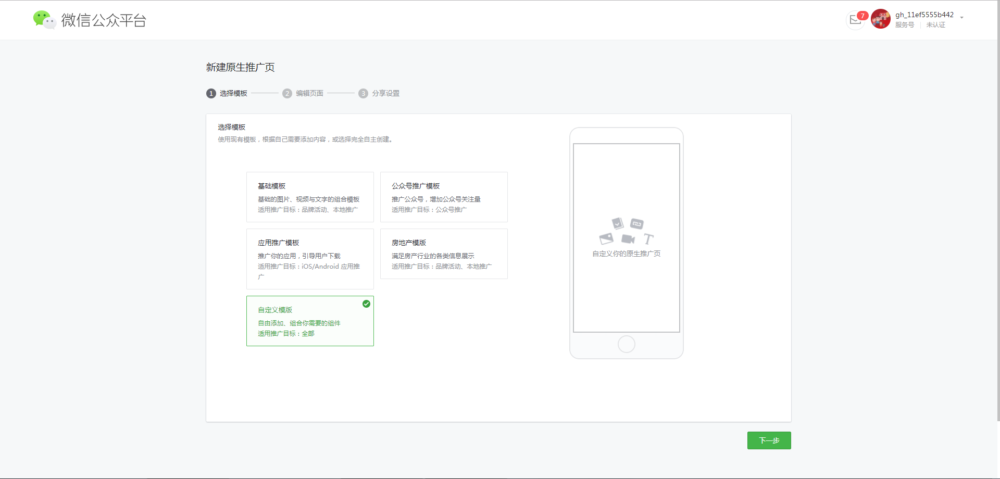 微信公众平台
7
gh_11ef5555b442
服务号 未认证
新建原生推广页
1 选择模板 2 编辑页面 3 分享设置
选择模板
使用现有模板，根据自己需要添加内容，或选择完全自主创建。
基础模板
基础的图片、视频与文字的组合模板
适用推广目标：品牌活动、本地推广
公众号推广模板
推广公众号，增加公众号关注量
适用推广目标：公众号推广
应用推广模板
推广你的应用，引导用户下载
适用推广目标：iOS/Android 应用推
广
房地产模版
满足房产行业的各类信息展示
适用推广目标：品牌活动、本地推广
自定义模版
自由添加、组合你需要的组件
适用推广目标：全部
自定义你的原生推广页
下一步